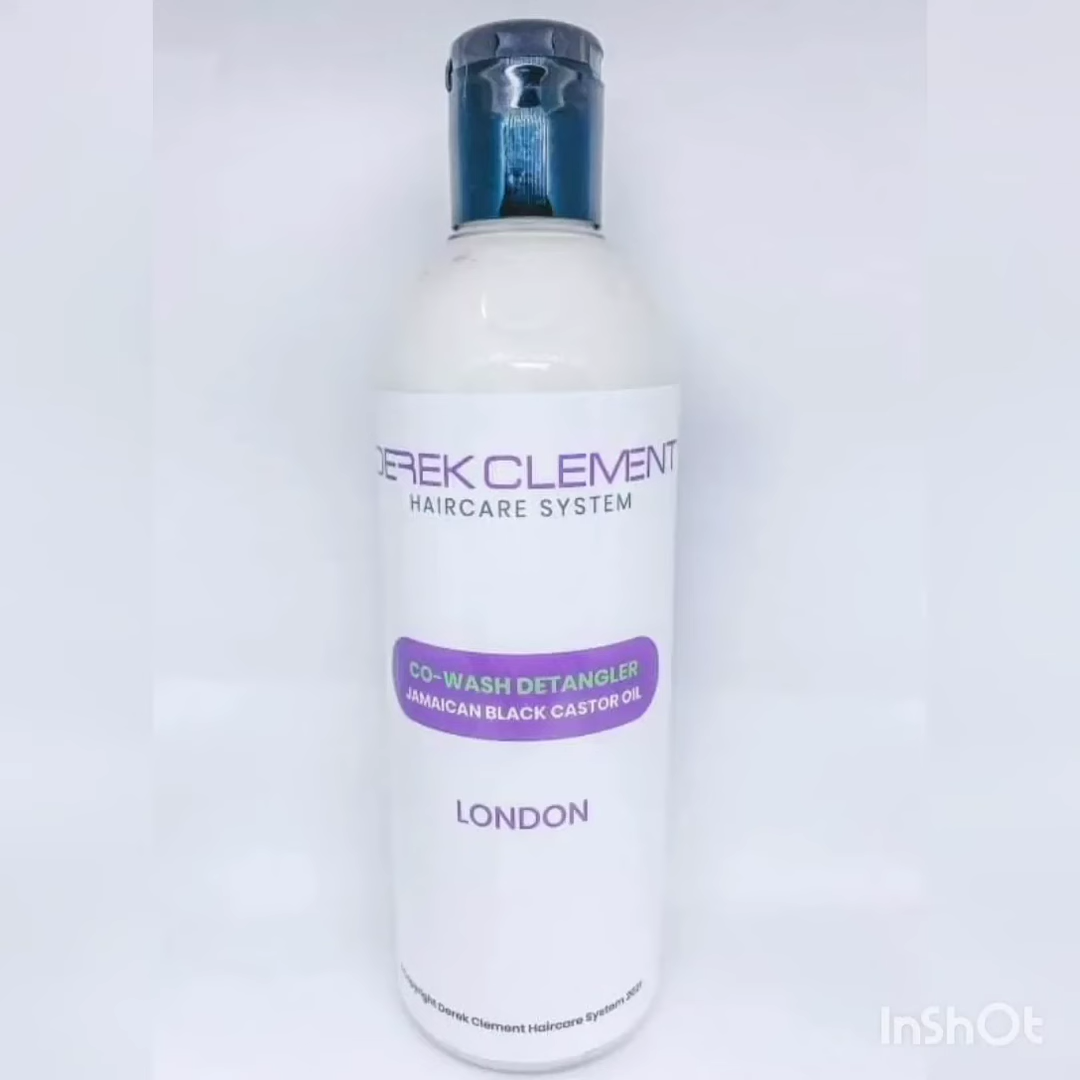 DEREK CLEMENT
HAIRCARE SYSTEM
CO-WASH DETANGLER
JAMAICAN BLACK CASTOR OIL
LONDON
Copyright Derek Clement Haircare System
InShOt